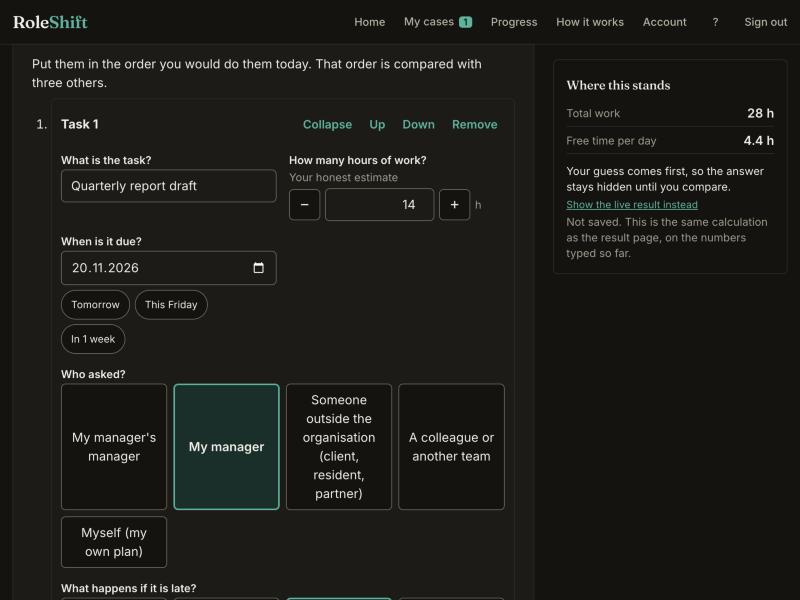 RoleShift
Home
My cases 1
Progress
How it works
Account
?
Sign out
Put them in the order you would do them today. That order is compared with
three others.
1. Task 1
Collapse
Up
Down
Remove
What is the task?
Quarterly report draft
How many hours of work?
Your honest estimate
− 14 + h
When is it due?
20.11.2026
Tomorrow
This Friday
In 1 week
Who asked?
My manager's
manager
My manager
Someone
outside the
organisation
(client,
resident,
partner)
A colleague or
another team
Myself (my
own plan)
What happens if it is late?
Where this stands
Total work 28 h
Free time per day 4.4 h
Your guess comes first, so the answer
stays hidden until you compare.
Show the live result instead
Not saved. This is the same calculation
as the result page, on the numbers
typed so far.